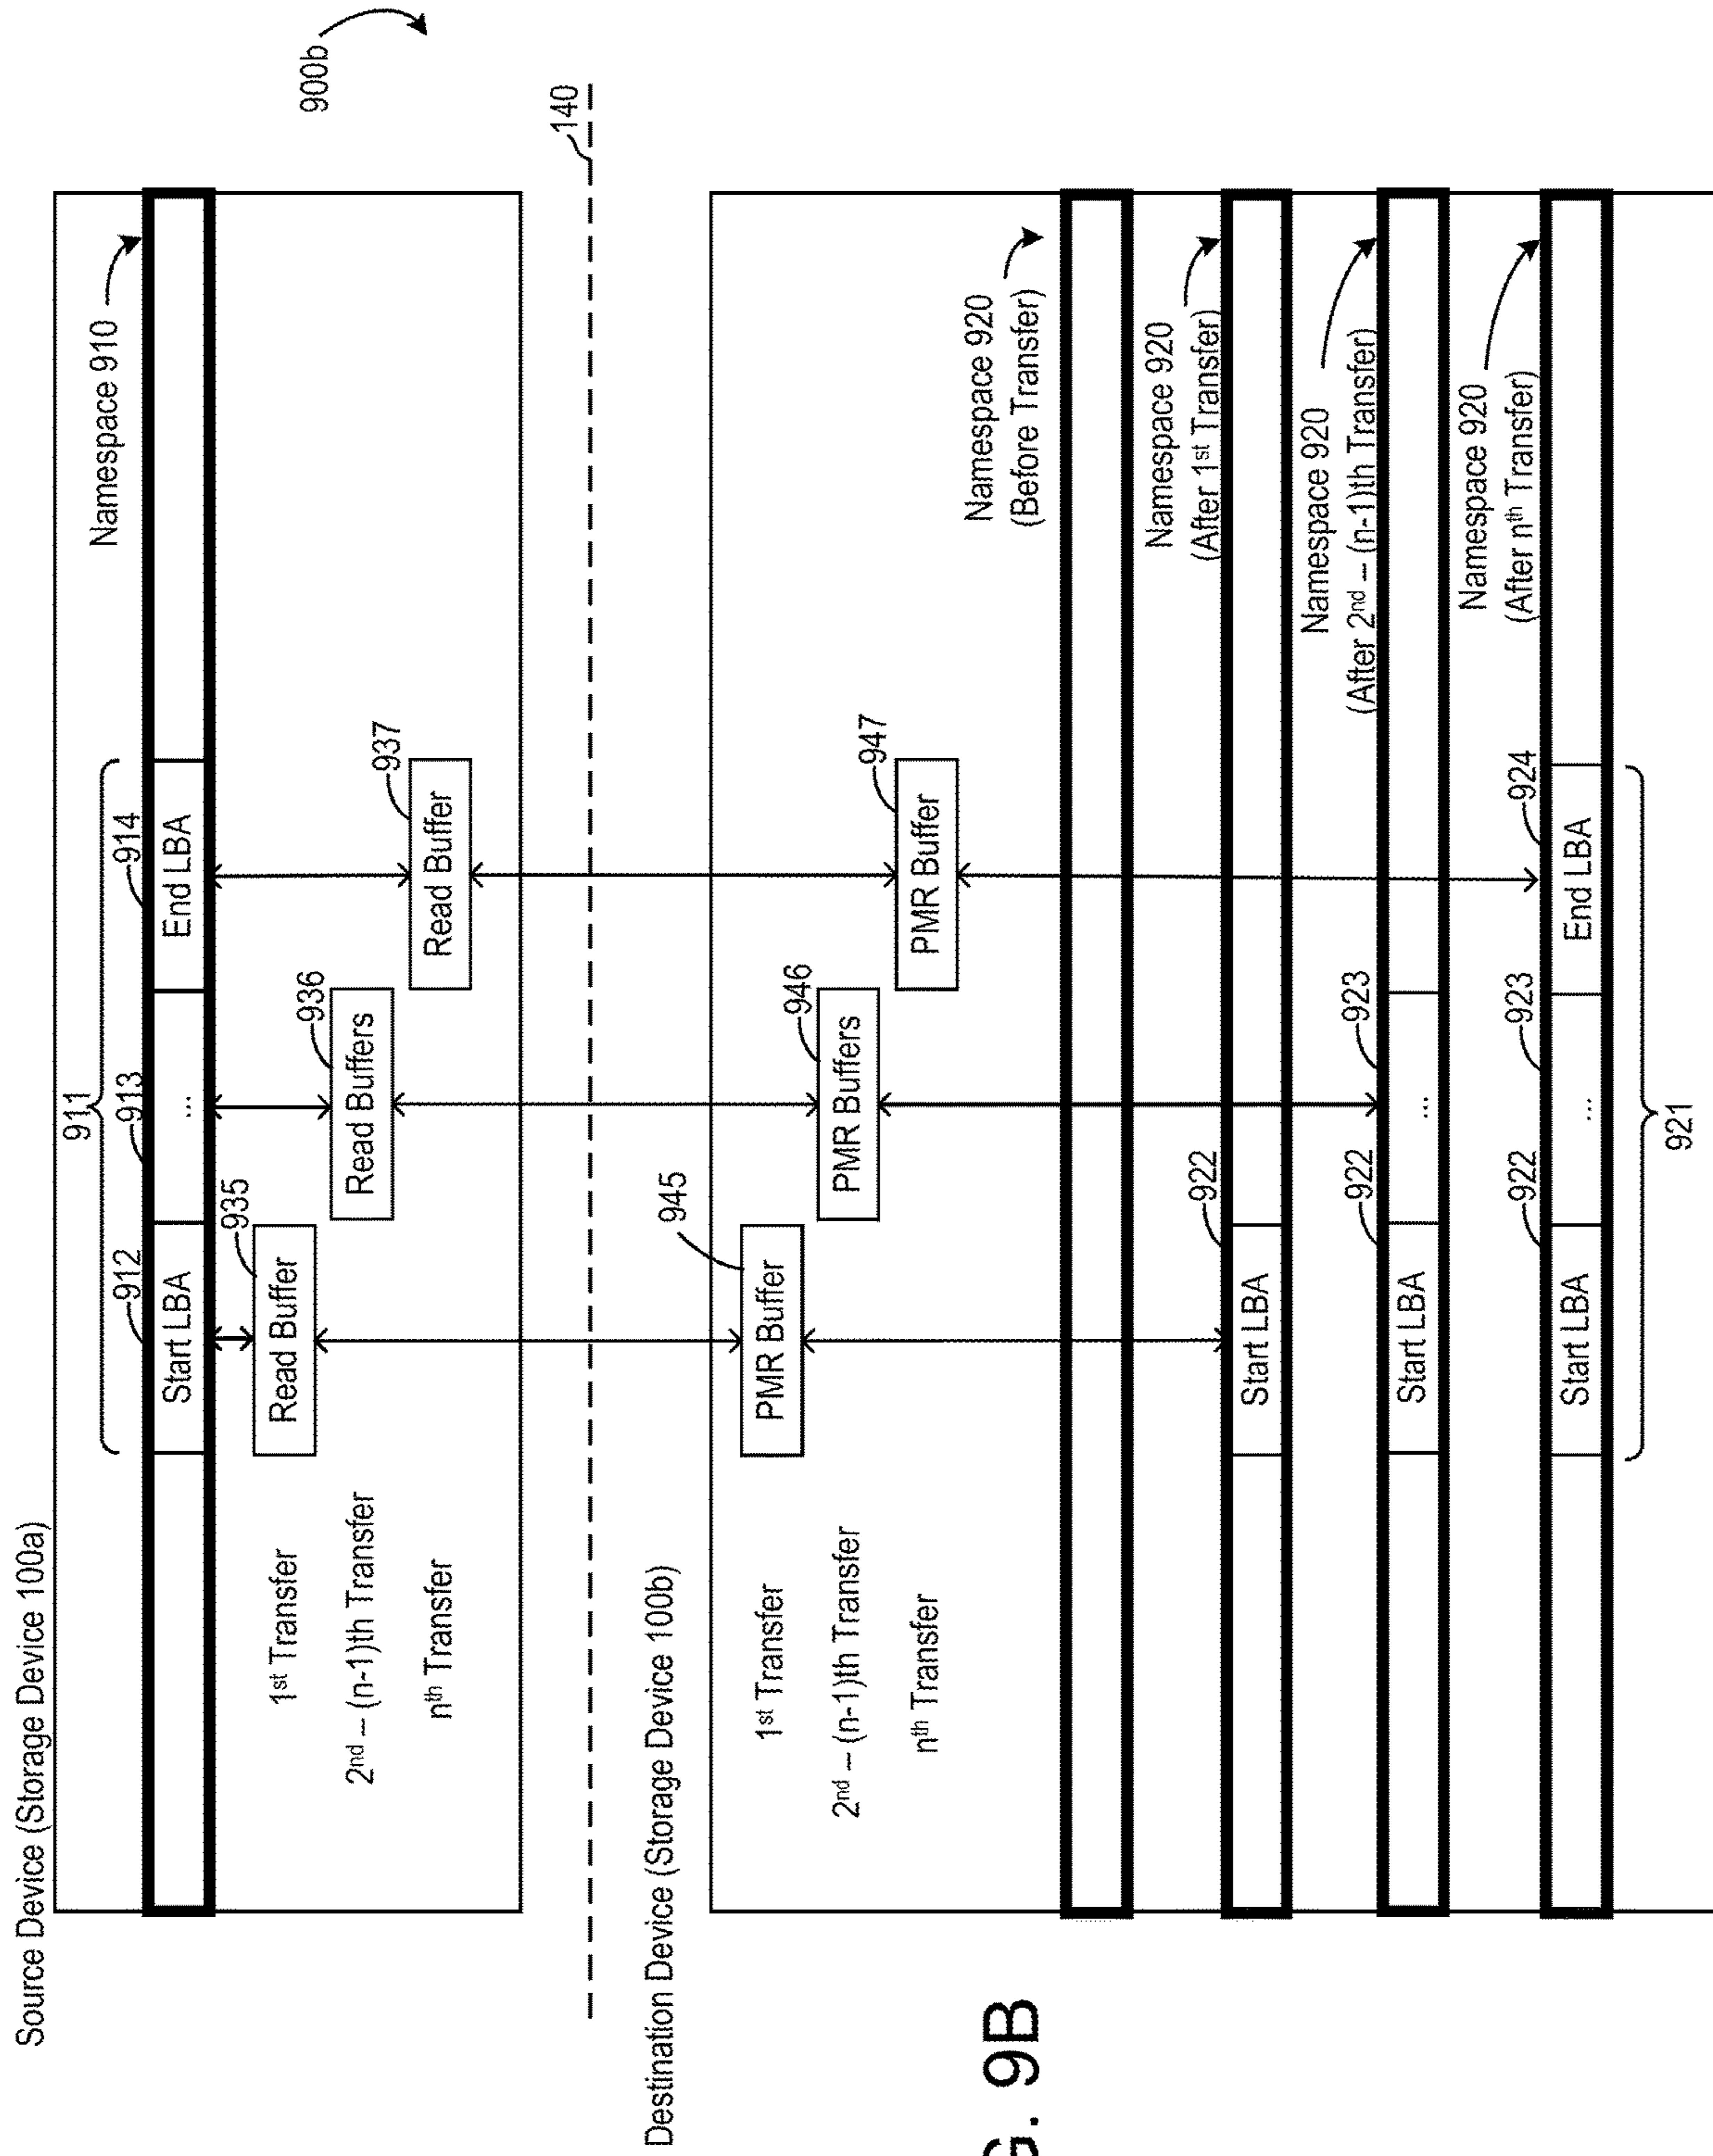 Source Device (Storage Device 100a)
911
912
913
914
Namespace 910
Start LBA
...
End LBA
935
1st Transfer
Read Buffer
936
900b
2nd – (n-1)th Transfer
Read Buffers
937
nth Transfer
Read Buffer
140
Destination Device (Storage Device 100b)
945
1st Transfer
PMR Buffer
946
2nd – (n-1)th Transfer
PMR Buffers
947
nth Transfer
PMR Buffer
Namespace 920
(Before Transfer)
Namespace 920
(After 1st Transfer)
922
Start LBA
Namespace 920
(After 2nd – (n-1)th Transfer)
922
923
Start LBA
...
Namespace 920
(After nth Transfer)
922
923
924
Start LBA
...
End LBA
921
G. 9B